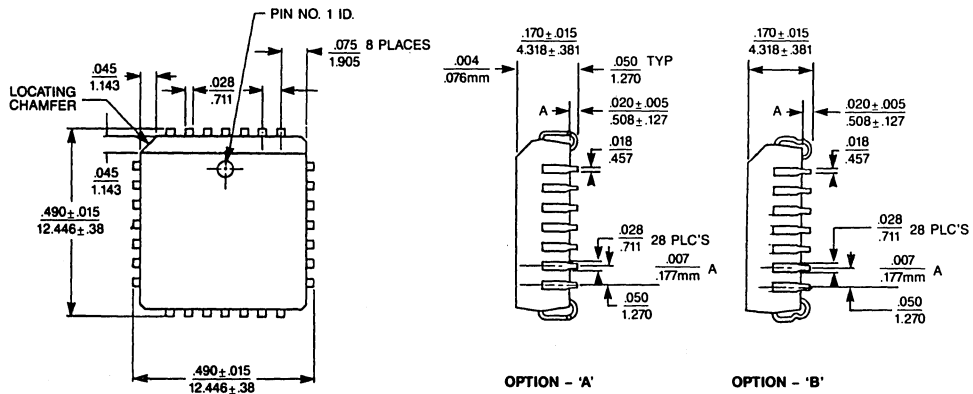 PIN NO. 1 ID.
.075 8 PLACES
1.905
.045
1.143
.028
.711
LOCATING
CHAMFER
.045
1.143
.490±.015
12.446±.38
.490±.015
12.446±.38
.170±.015
4.318±.381
.004
.076mm
.050 TYP
1.270
A
.020±.005
.508±.127
.018
.457
.028
.711
28 PLC'S
.007
.177mm
A
.050
1.270
OPTION – 'A'
.170±.015
4.318±.381
A
.020±.005
.508±.127
.018
.457
.028
.711
28 PLC'S
.007
.177mm
A
.050
1.270
OPTION – 'B'